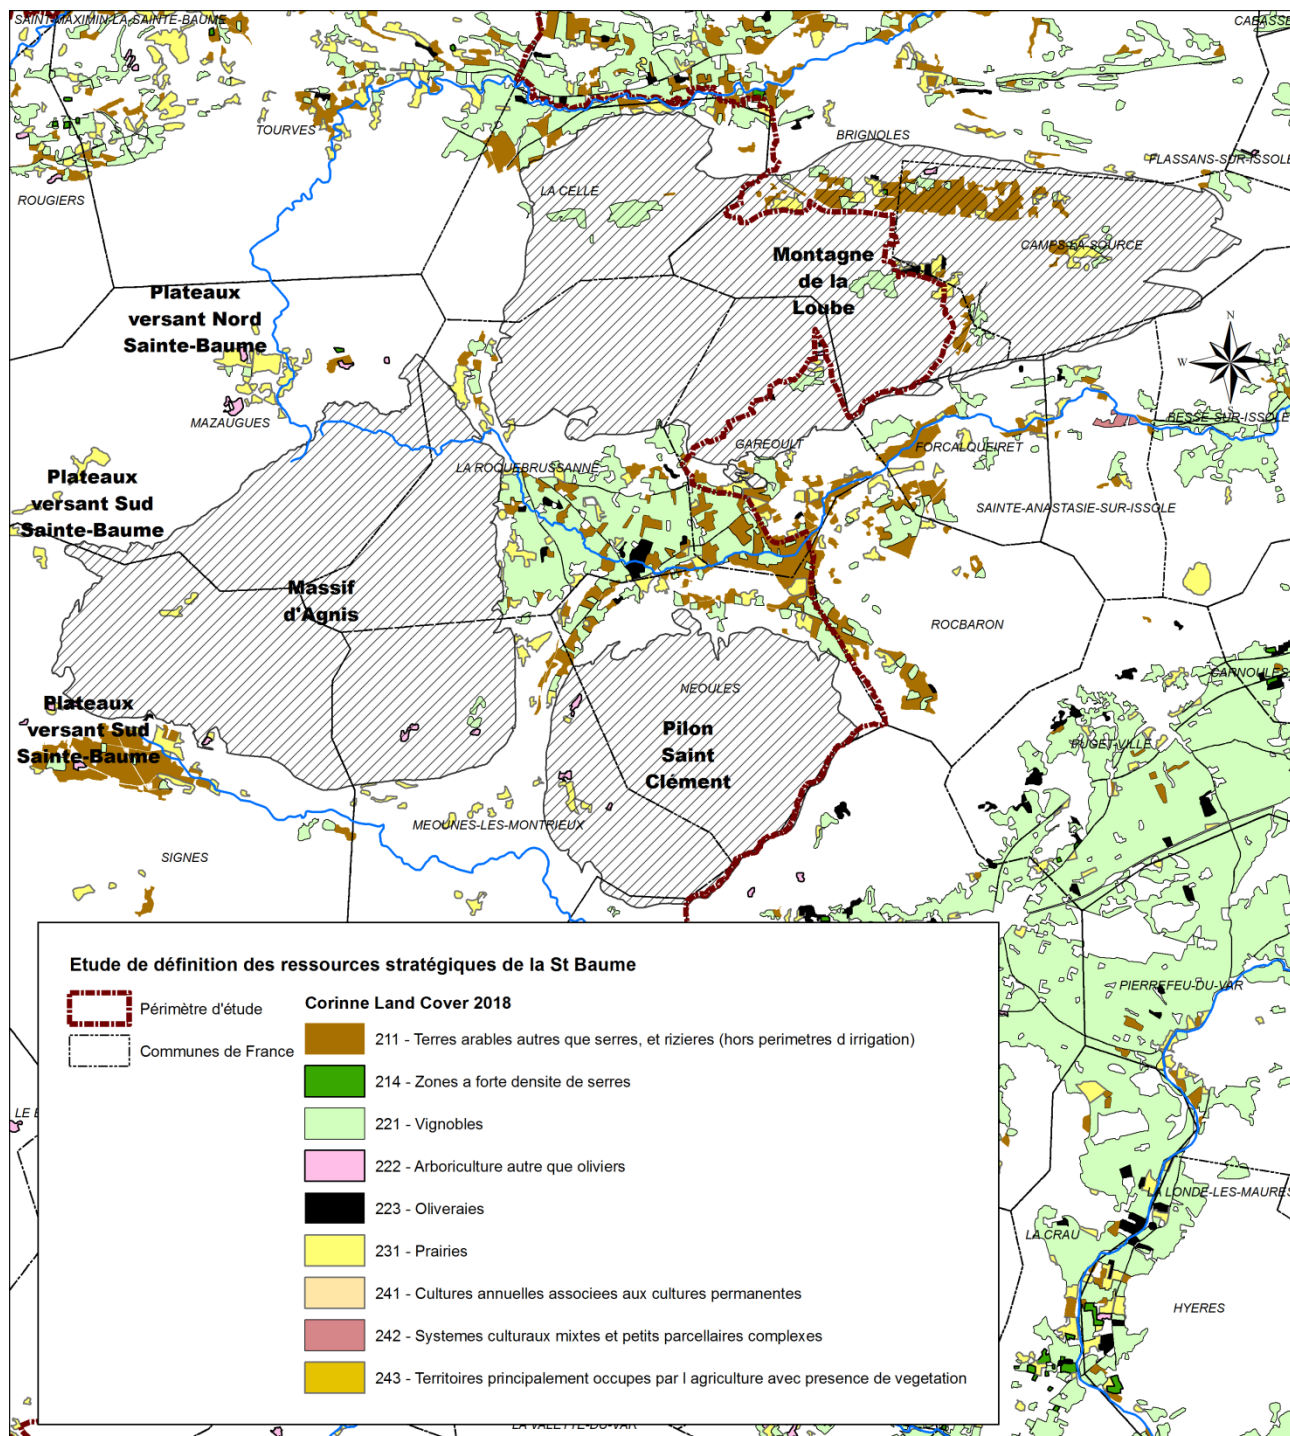 SAINT-MAXIMIN-LA-SAINTE-BAUME
CABASSE
TOURVES
BRIGNOLES
FLASSANS-SUR-ISSOLE
ROUGIERS
LA CELLE
CAMPS-LA-SOURCE
Montagne
de la
Loube
Plateaux
versant Nord
Sainte-Baume
N
W
MAZAUGUES
BESSE-SUR-ISSOLE
GAREOULT
FORCALQUEIRET
LA ROQUEBRUSSANNE
Plateaux
versant Sud
Sainte-Baume
SAINTE-ANASTASIE-SUR-ISSOLE
Massif
d'Agnis
ROCBARON
CARNOULES
NEOULES
Plateaux
versant Sud
Sainte-Baume
Pilon
Saint
Clément
PUGET-VILLE
MEOUNES-LES-MONTRIEUX
SIGNES
PIERREFEU-DU-VAR
LE
LA LONDE-LES-MAURES
LA CRAU
HYERES
LA VALETTE-DU-VAR
Etude de définition des ressources stratégiques de la St Baume
Périmètre d'étude
Communes de France
Corinne Land Cover 2018
211 - Terres arables autres que serres, et rizieres (hors perimetres d irrigation)
214 - Zones a forte densite de serres
221 - Vignobles
222 - Arboriculture autre que oliviers
223 - Oliveraies
231 - Prairies
241 - Cultures annuelles associees aux cultures permanentes
242 - Systemes culturaux mixtes et petits parcellaires complexes
243 - Territoires principalement occupes par l agriculture avec presence de vegetation